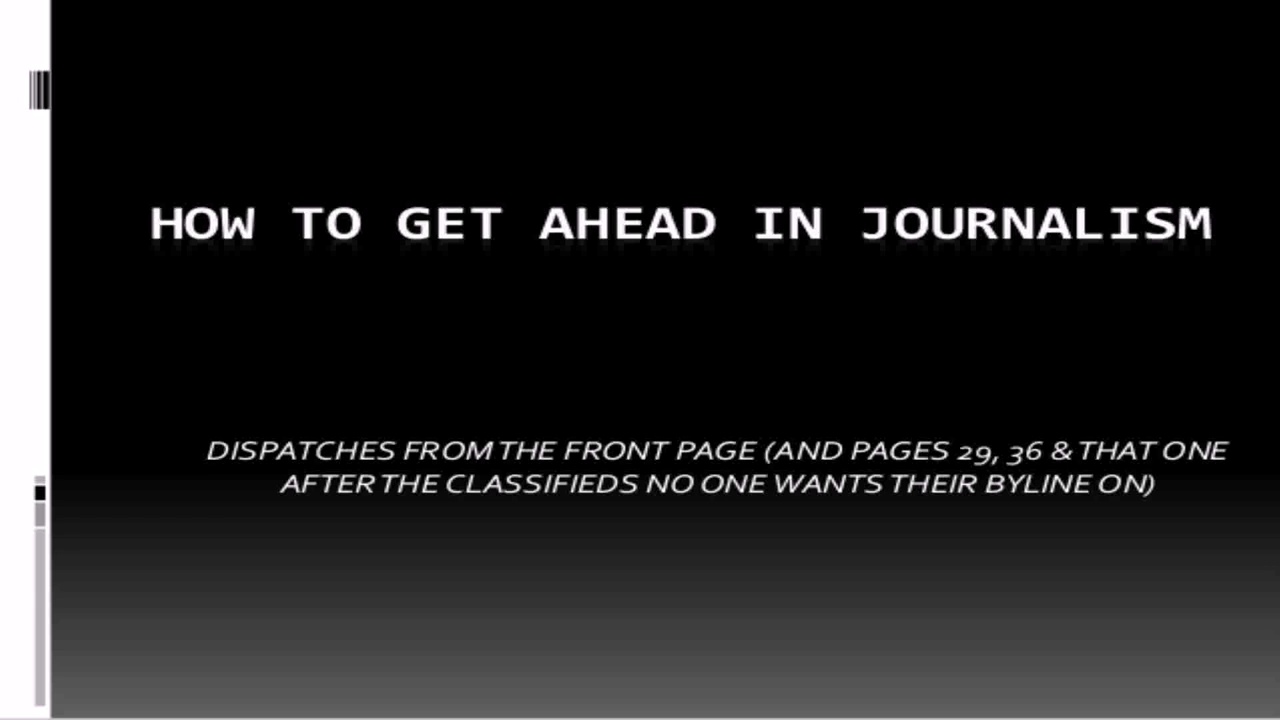 HOW TO GET AHEAD IN JOURNALISM
DISPATCHES FROM THE FRONT PAGE (AND PAGES 29, 36 & THAT ONE
AFTER THE CLASSIFIEDS NO ONE WANTS THEIR BYLINE ON)